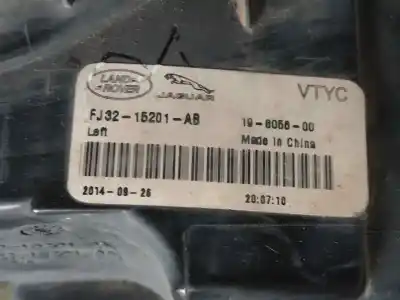 LAND-
ROVER
JAGUAR
VTYC
FJ32-15201-AB
19-6056-00
Left
Made in China
2014-09-26
20:07:10